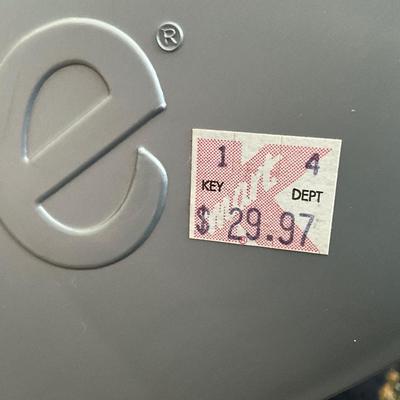 e®
1 4
KEY DEPT
Kmart®
$ 29.97